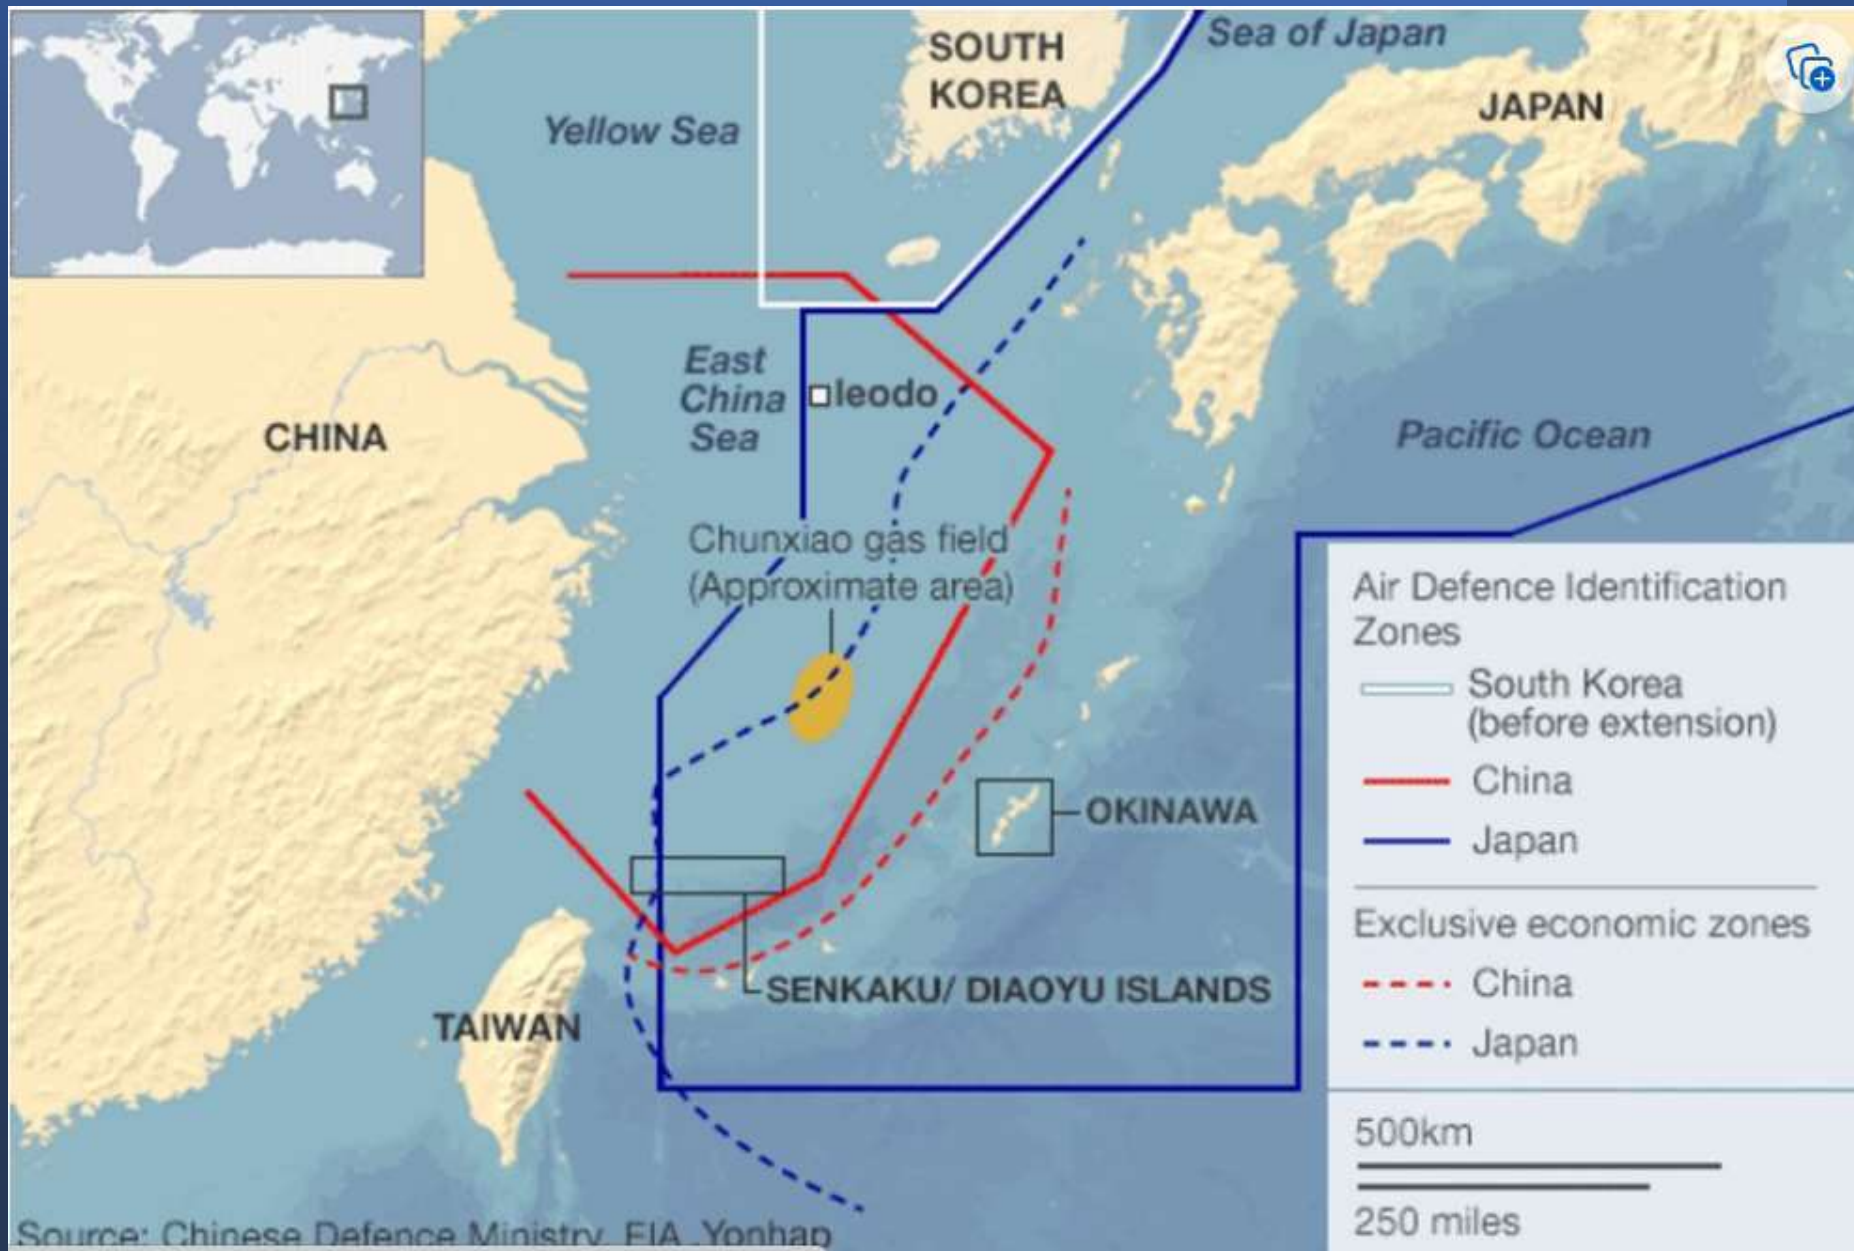 SOUTH
KOREA
Sea of Japan
JAPAN
Yellow Sea
East
China
Sea
leodo
CHINA
Pacific Ocean
Chunxiao gas field
(Approximate area)
OKINAWA
SENKAKU/ DIAOYU ISLANDS
TAIWAN
Air Defence Identification
Zones
South Korea
(before extension)
China
Japan
Exclusive economic zones
China
Japan
500km
250 miles
Source: Chinese Defence Ministry, EIA ,Yonhap